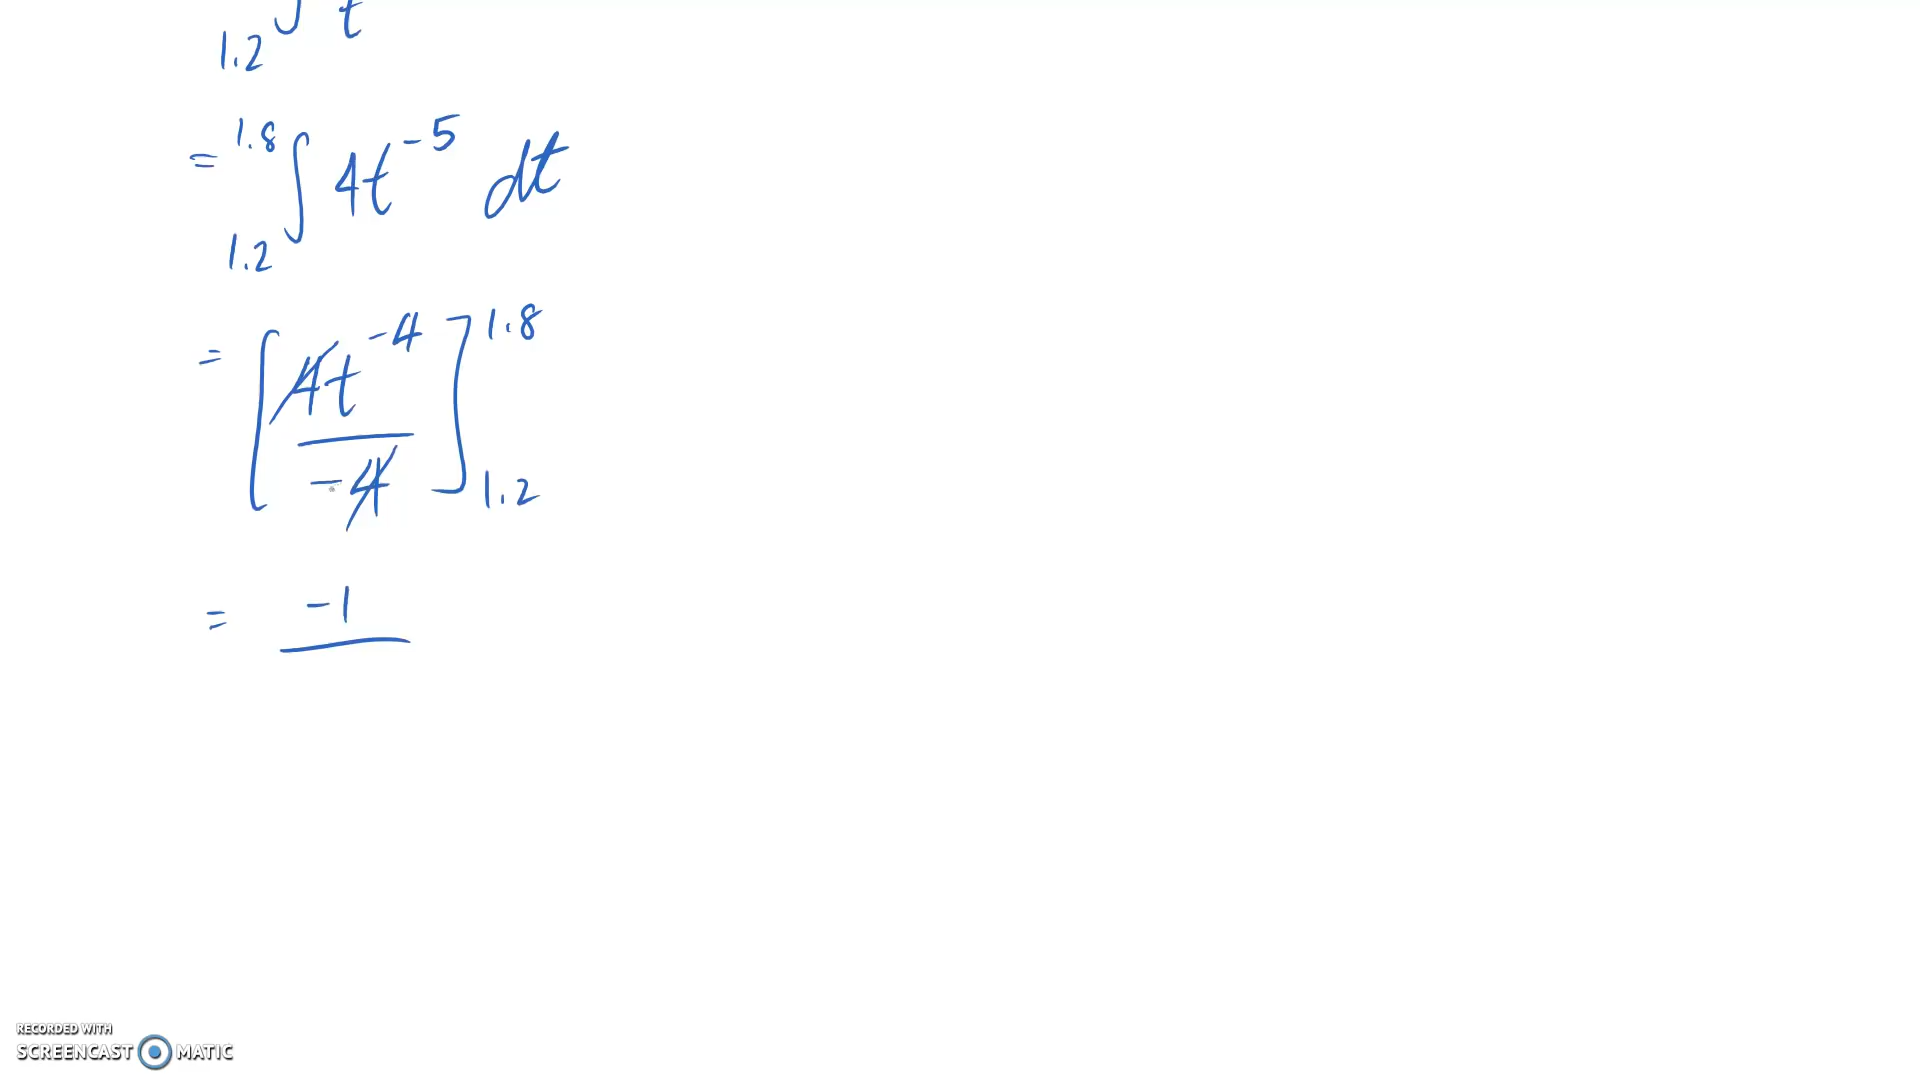 1.2 ∫ t
= 1.8 ∫ 1.2 4t^-5 dt
= [4t^-4 / -4] 1.8 1.2
= -1
RECORDED WITH
SCREENCAST MATIC